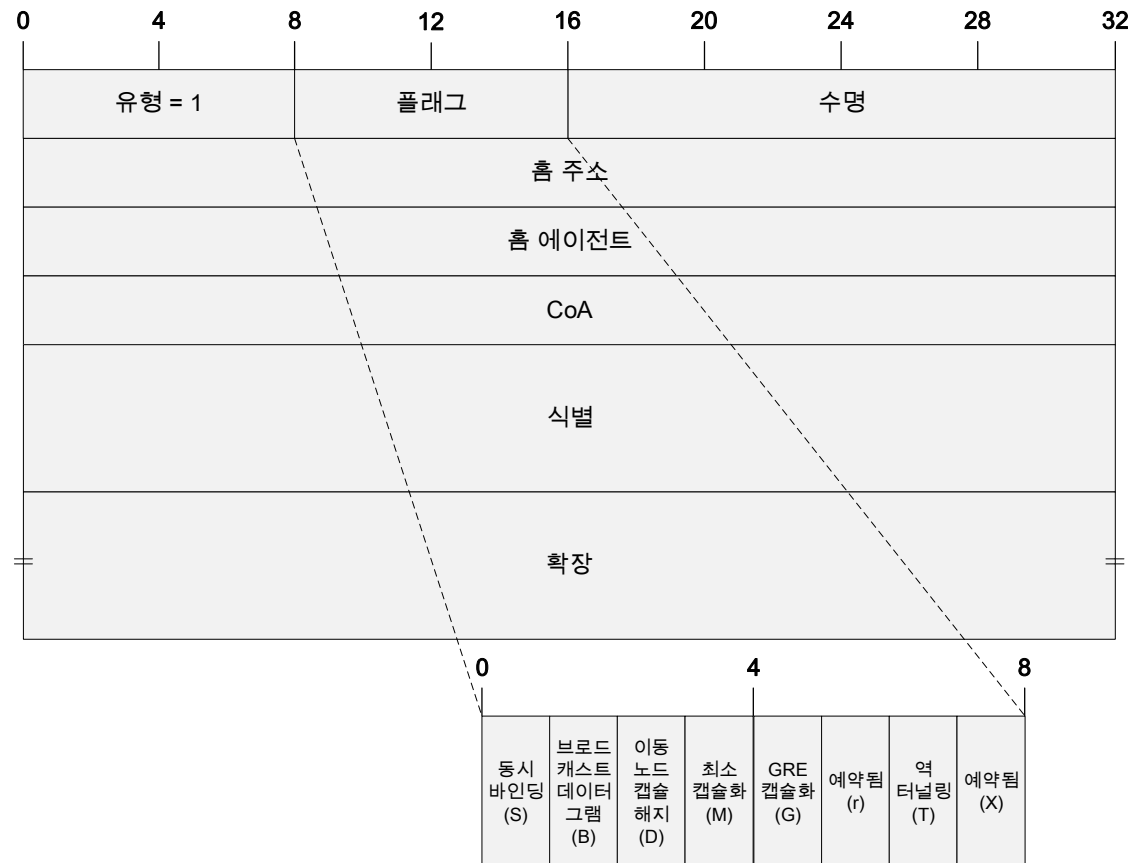 0 4 8 12 16 20 24 28 32
유형 = 1 플래그 수명
홈 주소
홈 에이전트
CoA
식별
확장
0 4 8
동시
바인딩
(S)
브로드
캐스트
데이터
그램
(B)
이동
노드
캡슐
해지
(D)
최소
캡슐화
(M)
GRE
캡슐화
(G)
예약됨
(r)
역
터널링
(T)
예약됨
(X)